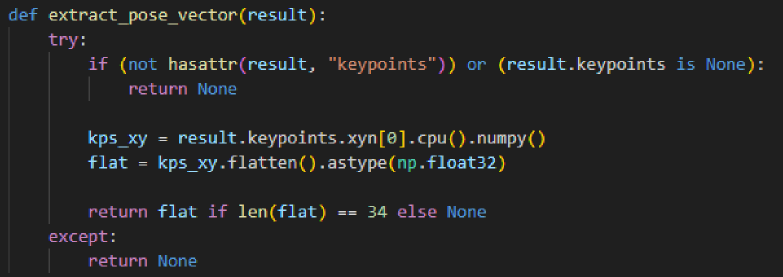 def extract_pose_vector(result):
    try:
        if (not hasattr(result, "keypoints")) or (result.keypoints is None):
            return None
        kps_xy = result.keypoints.xyn[0].cpu().numpy()
        flat = kps_xy.flatten().astype(np.float32)
        return flat if len(flat) == 34 else None
    except:
        return None